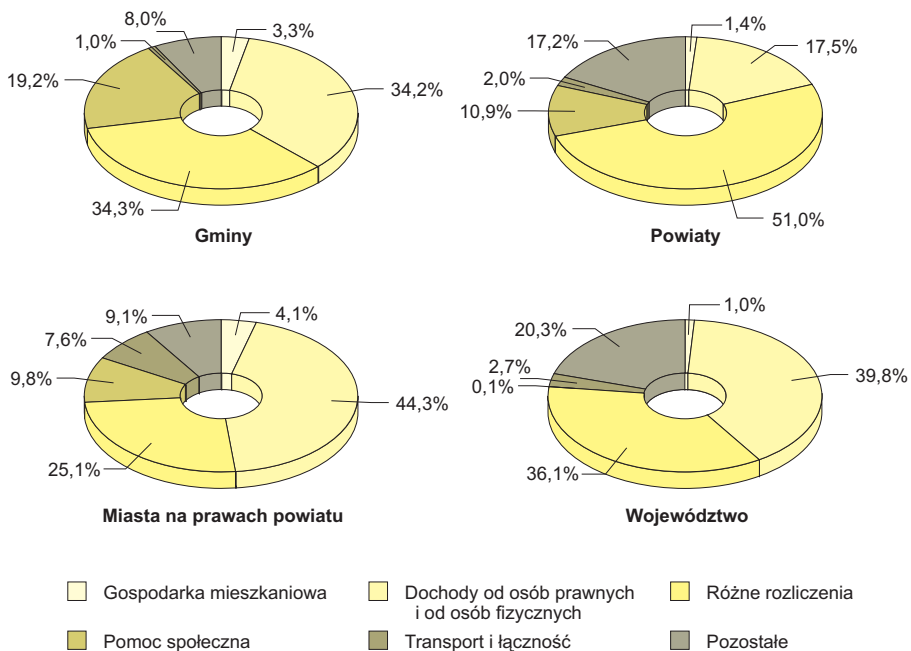 8,0%
3,3%
1,0%
19,2%
34,2%
34,3%
Gminy
1,4%
17,2%
17,5%
2,0%
10,9%
51,0%
Powiaty
9,1%
4,1%
7,6%
9,8%
44,3%
25,1%
Miasta na prawach powiatu
1,0%
20,3%
2,7%
0,1%
39,8%
36,1%
Województwo
Gospodarka mieszkaniowa
Dochody od osób prawnych
i od osób fizycznych
Różne rozliczenia
Pomoc społeczna
Transport i łączność
Pozostałe